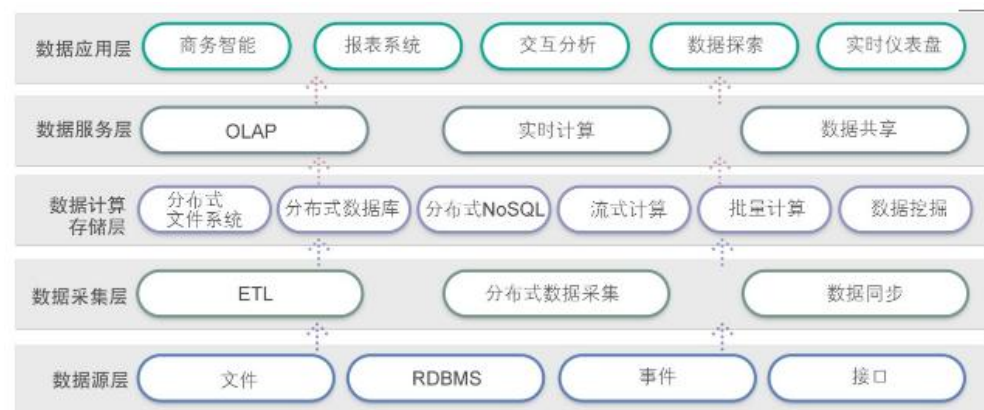 数据应用层 商务智能 报表系统 交互分析 数据探索 实时仪表盘
数据服务层 OLAP 实时计算 数据共享
数据计算
存储层
分布式
文件系统
分布式数据库 分布式NoSQL 流式计算 批量计算 数据挖掘
数据采集层 ETL 分布式数据采集 数据同步
数据源层 文件 RDBMS 事件 接口